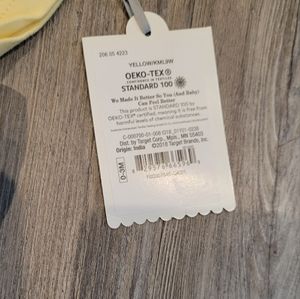 206 05 4223
YELLOW/KMLBW
OEKO-TEX®
CONFIDENCE IN TEXTILES
STANDARD 100
We Made It Better So You (And Baby)
Can Feel Better
This product is STANDARD 100 by
OEKO-TEX® certified, meaning it is free from
harmful levels of chemical substances.
Dist. by Target Corp., Mpls., MN 55403
Origin: India ©2018 Target Brands, Inc.
0-3M